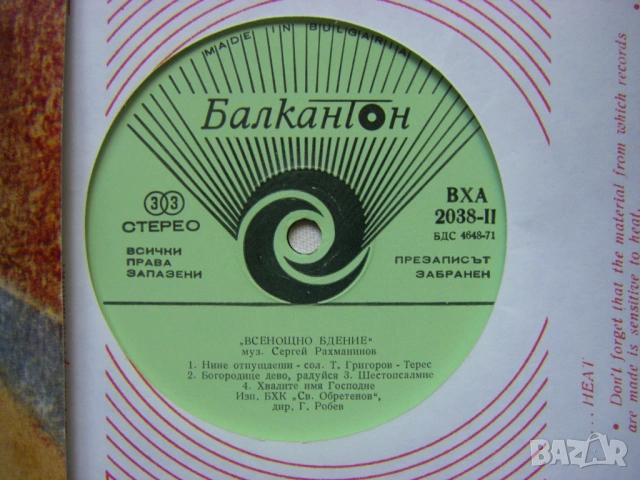 MADE IN BULGARIA
Балкантон
33
СТЕРЕО
ВСИЧКИ
ПРАВА
ЗАПАЗЕНИ
ВХА
2038-II
БДС 4648-71
ПРЕЗАПИСЪТ
ЗАБРАНЕН
„ВСЕНОЩНО БДЕНИЕ“
муз. Сергей Рахманинов
1. Нине отпущаеши - сол. Т. Григоров - Терес
2. Богородице дево, радуйся 3. Шестопсалмие
4. Хвалите имя Господне
Изп. БХК „Св. Обретенов“,
дир. Г. Робев
... HEAT
• Don't forget that the material from which records
are made is sensitive to heat.
BAZAR